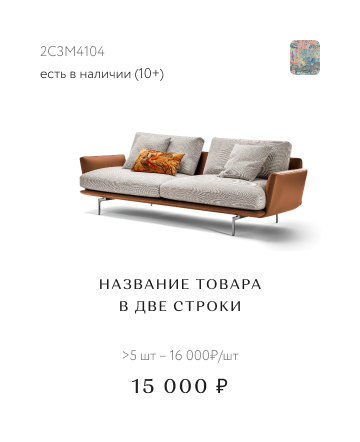 2C3M4104
есть в наличии (10+)
НАЗВАНИЕ ТОВАРА
В ДВЕ СТРОКИ
>5 шт – 16 000₽/шт
15 000 ₽